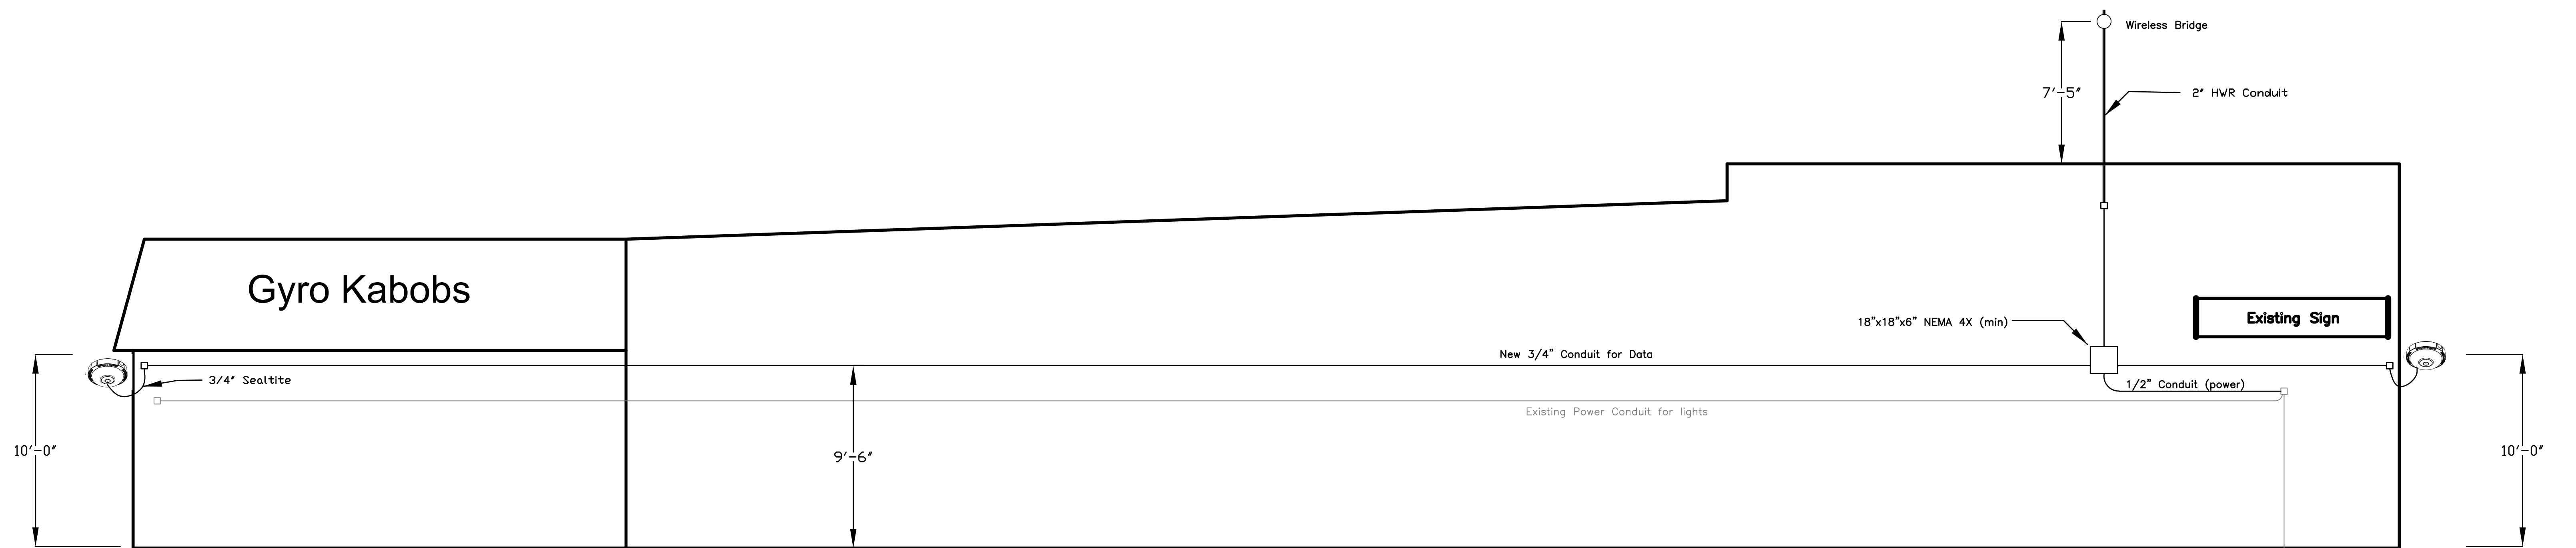 Wireless Bridge
7'-5"
2" HWR Conduit
Gyro Kabobs
18"x18"x6" NEMA 4X (min)
Existing Sign
New 3/4" Conduit for Data
3/4" Sealtite
1/2" Conduit (power)
Existing Power Conduit for lights
10'-0"
9'-6"
10'-0"